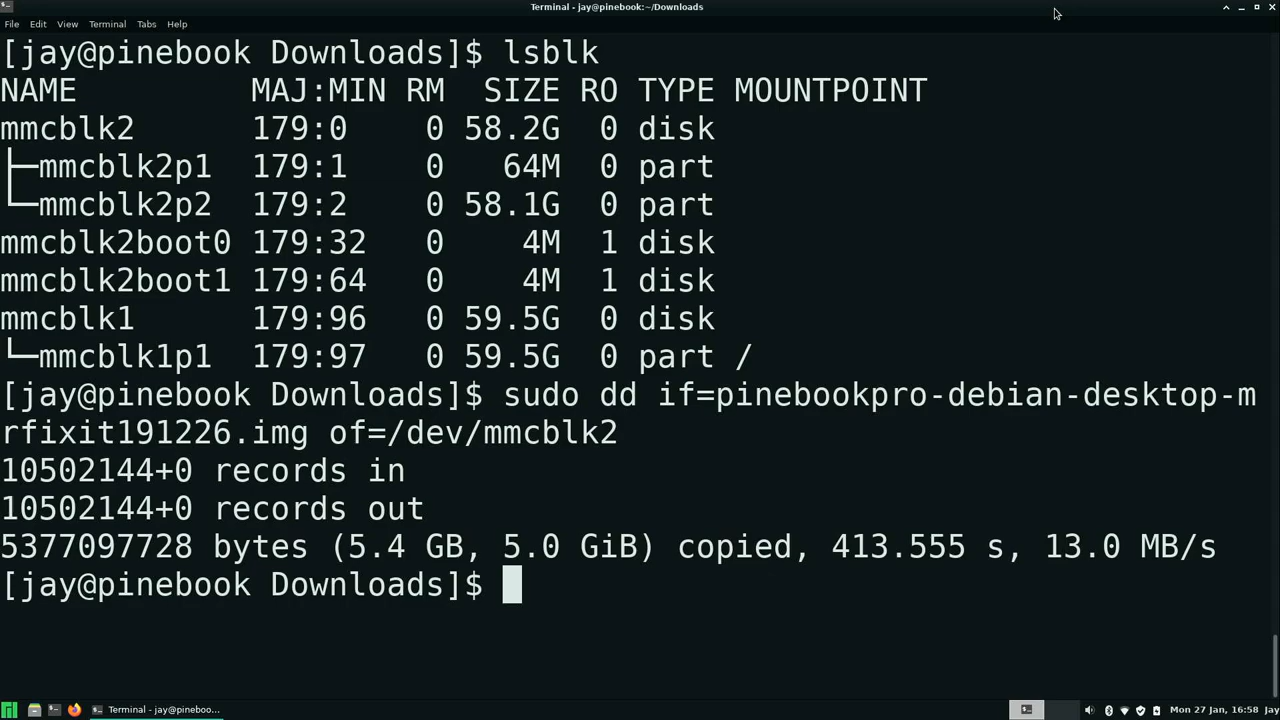 Terminal - jay@pinebook:~/Downloads
File Edit View Terminal Tabs Help
[jay@pinebook Downloads]$ lsblk
NAME MAJ:MIN RM SIZE RO TYPE MOUNTPOINT
mmcblk2 179:0 0 58.2G 0 disk
├─mmcblk2p1 179:1 0 64M 0 part
└─mmcblk2p2 179:2 0 58.1G 0 part
mmcblk2boot0 179:32 0 4M 1 disk
mmcblk2boot1 179:64 0 4M 1 disk
mmcblk1 179:96 0 59.5G 0 disk
└─mmcblk1p1 179:97 0 59.5G 0 part /
[jay@pinebook Downloads]$ sudo dd if=pinebookpro-debian-desktop-m
rfixit191226.img of=/dev/mmcblk2
10502144+0 records in
10502144+0 records out
5377097728 bytes (5.4 GB, 5.0 GiB) copied, 413.555 s, 13.0 MB/s
[jay@pinebook Downloads]$
Terminal - jay@pineboo... Mon 27 Jan, 16:58 Jay